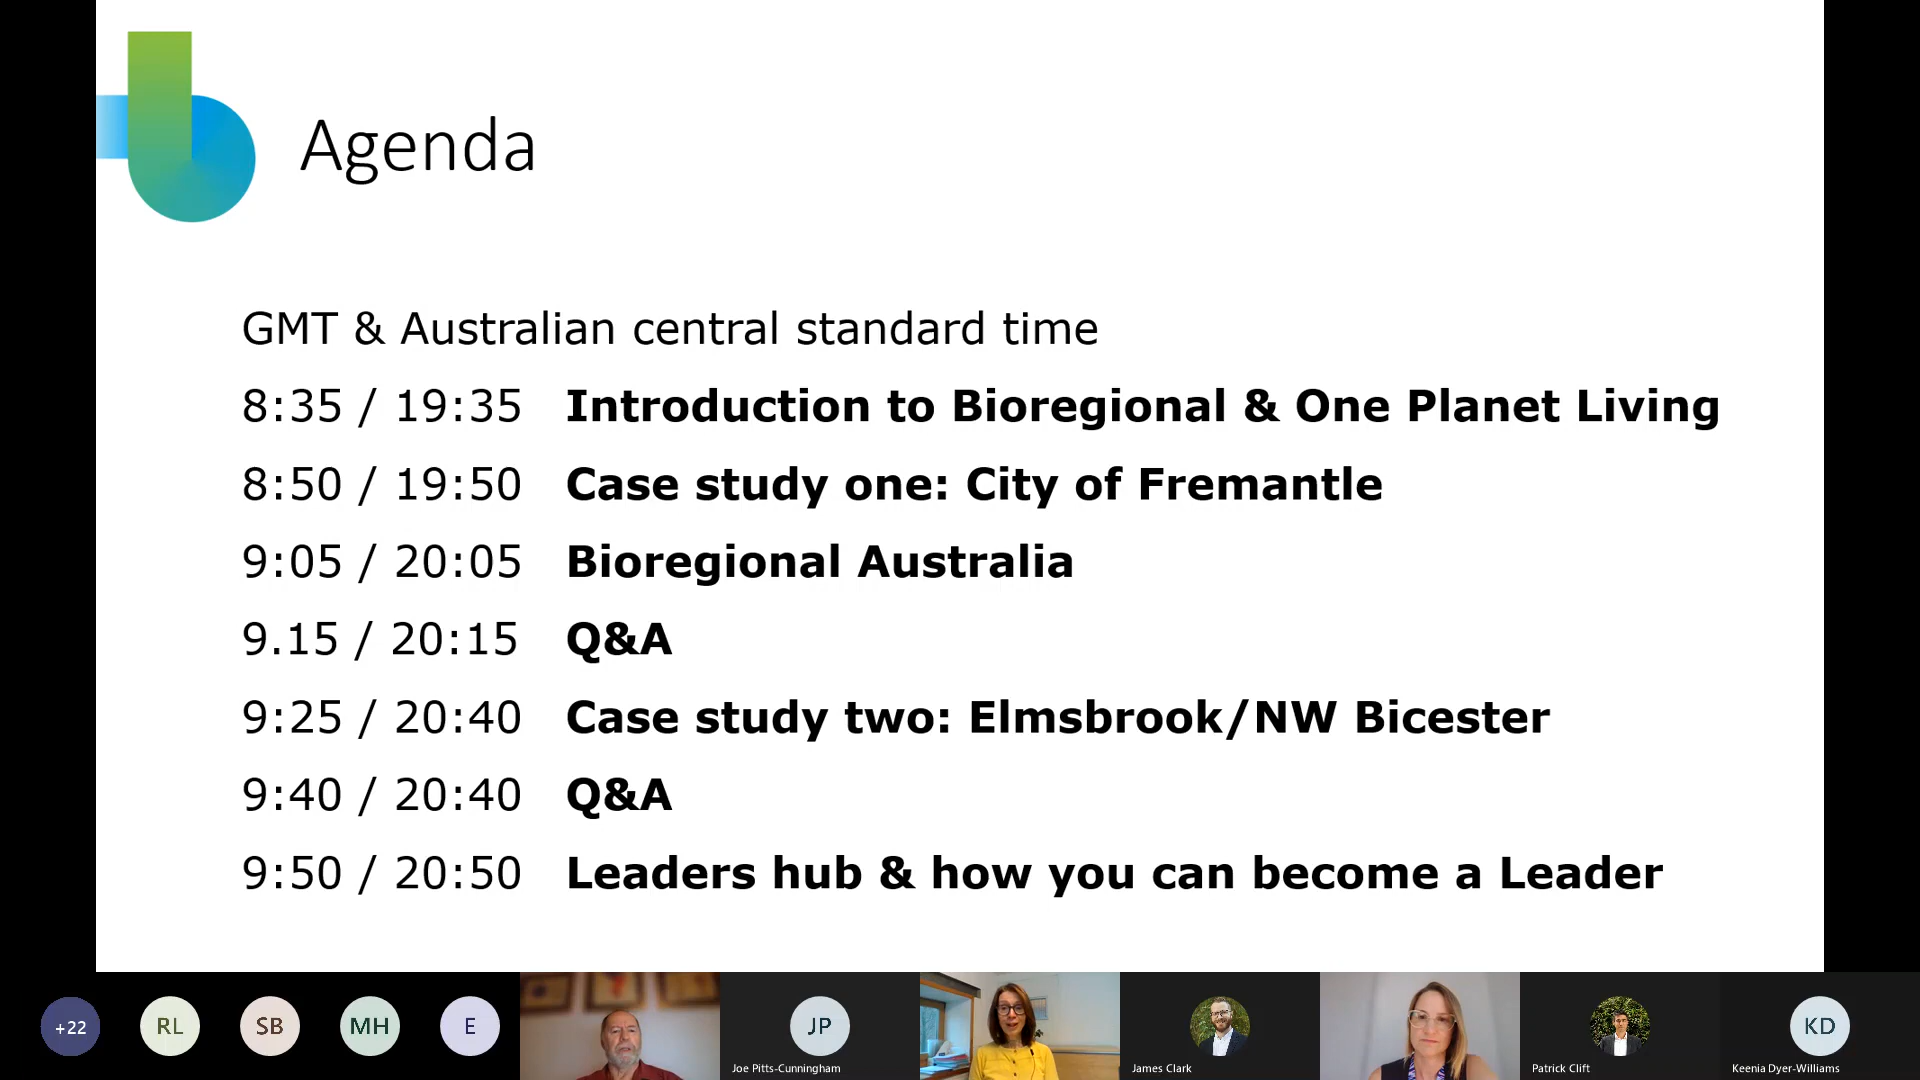 Agenda
GMT & Australian central standard time
8:35 / 19:35 Introduction to Bioregional & One Planet Living
8:50 / 19:50 Case study one: City of Fremantle
9:05 / 20:05 Bioregional Australia
9.15 / 20:15 Q&A
9:25 / 20:40 Case study two: Elmsbrook/NW Bicester
9:40 / 20:40 Q&A
9:50 / 20:50 Leaders hub & how you can become a Leader
+22
RL
SB
MH
E
JP
Joe Pitts-Cunningham
James Clark
Patrick Clift
KD
Keenia Dyer-Williams